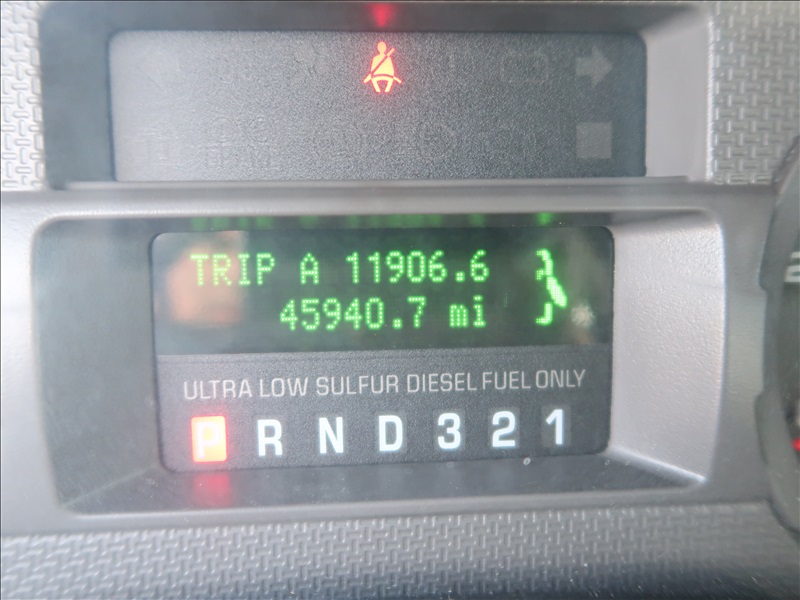 TRIP A 11906.6
45940.7 mi
ULTRA LOW SULFUR DIESEL FUEL ONLY
P R N D 3 2 1